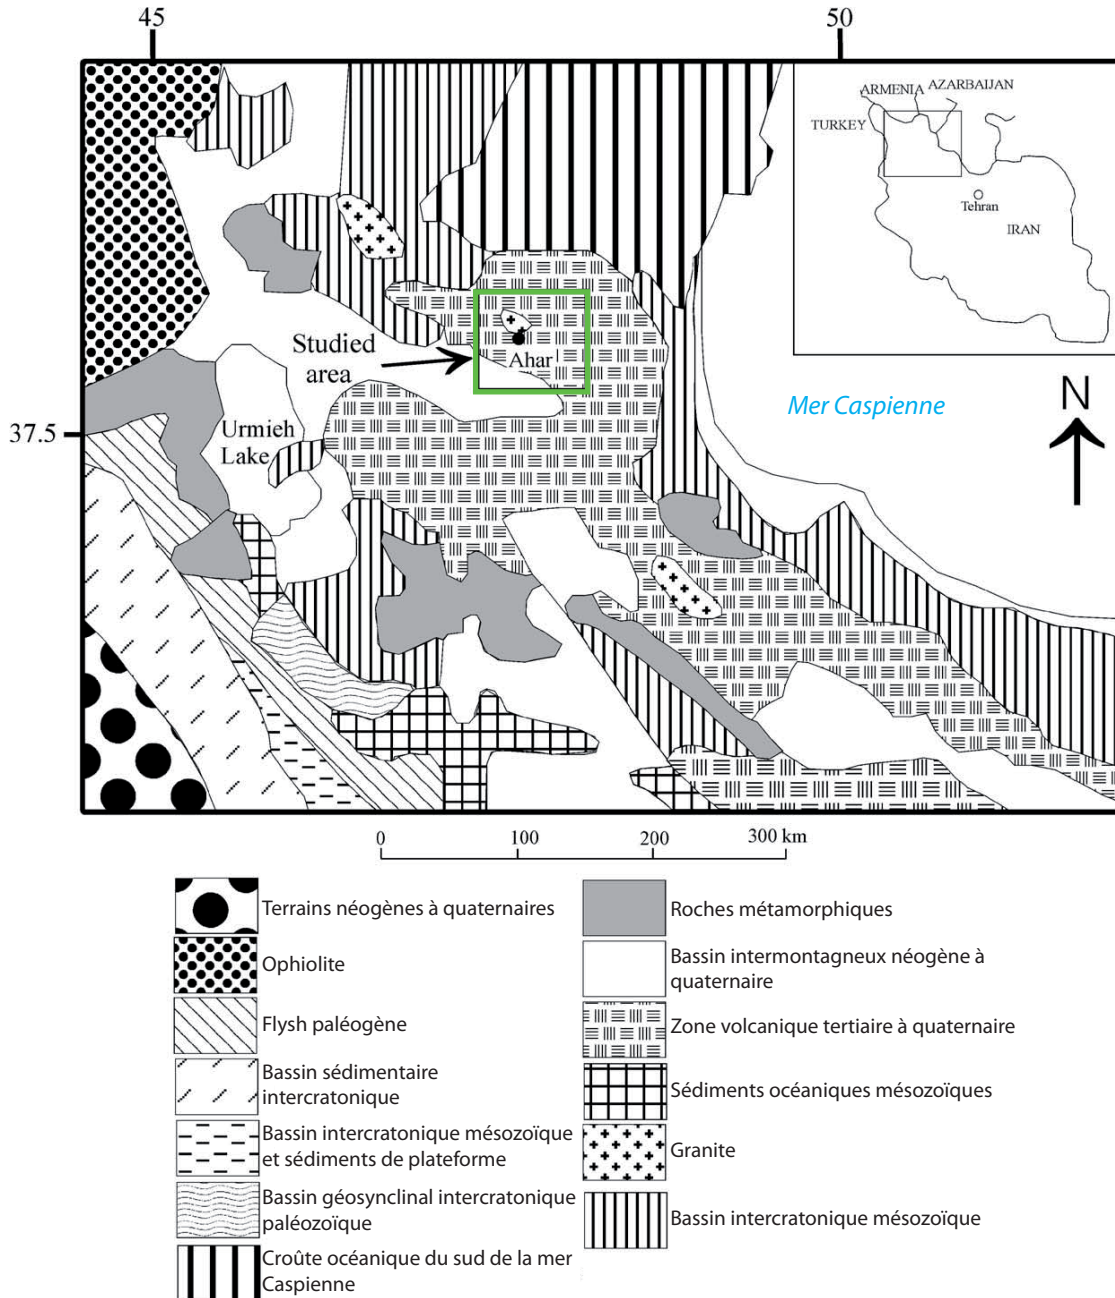 45
50
ARMENIA
AZARBAIJAN
TURKEY
Tehran
IRAN
Studied
area
Ahar
Mer Caspienne
N
37.5
Urmieh
Lake
0
100
200
300 km
Terrains néogènes à quaternaires
Ophiolite
Flysh paléogène
Bassin sédimentaire
intercratonique
Bassin intercratonique mésozoïque
et sédiments de plateforme
Bassin géosynclinal intercratonique
paléozoïque
Croûte océanique du sud de la mer
Caspienne
Roches métamorphiques
Bassin intermontagneux néogène à
quaternaire
Zone volcanique tertiaire à quaternaire
Sédiments océaniques mésozoïques
Granite
Bassin intercratonique mésozoïque